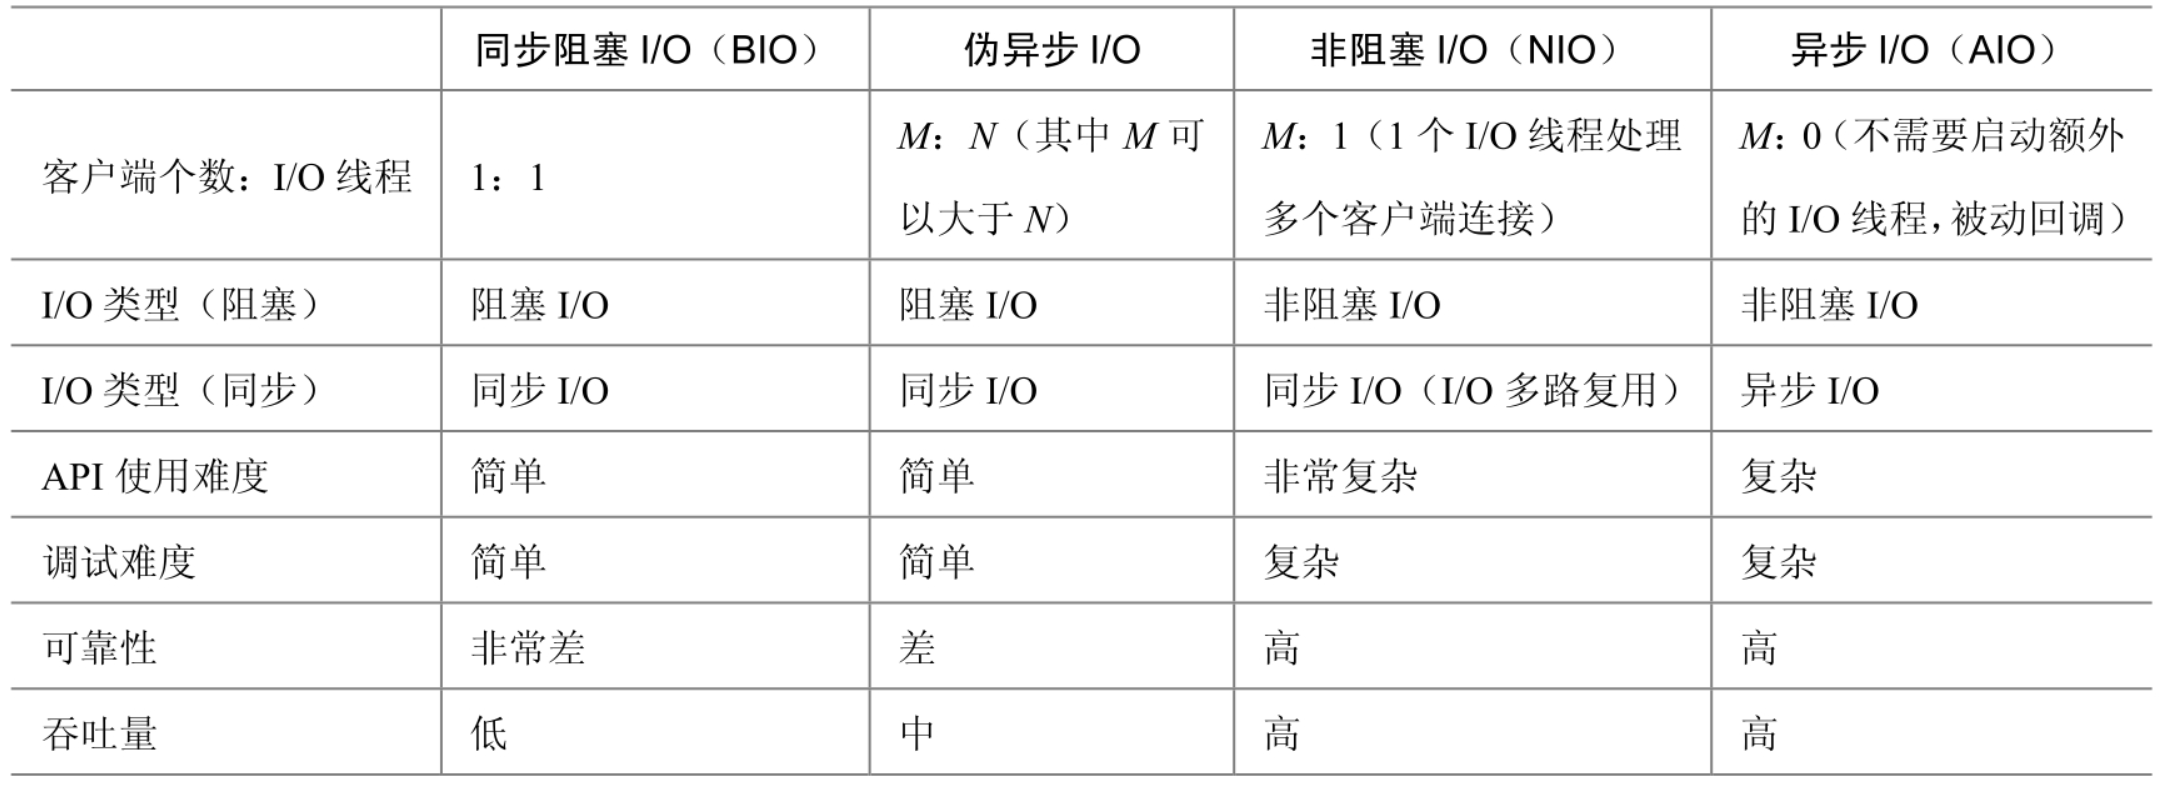 同步阻塞 I/O（BIO） 伪异步 I/O 非阻塞 I/O（NIO） 异步 I/O（AIO）
客户端个数：I/O 线程 1：1 M：N（其中 M 可以大于 N） M：1（1 个 I/O 线程处理多个客户端连接） M：0（不需要启动额外的 I/O 线程，被动回调）
I/O 类型（阻塞） 阻塞 I/O 阻塞 I/O 非阻塞 I/O 非阻塞 I/O
I/O 类型（同步） 同步 I/O 同步 I/O 同步 I/O（I/O 多路复用） 异步 I/O
API 使用难度 简单 简单 非常复杂 复杂
调试难度 简单 简单 复杂 复杂
可靠性 非常差 差 高 高
吞吐量 低 中 高 高